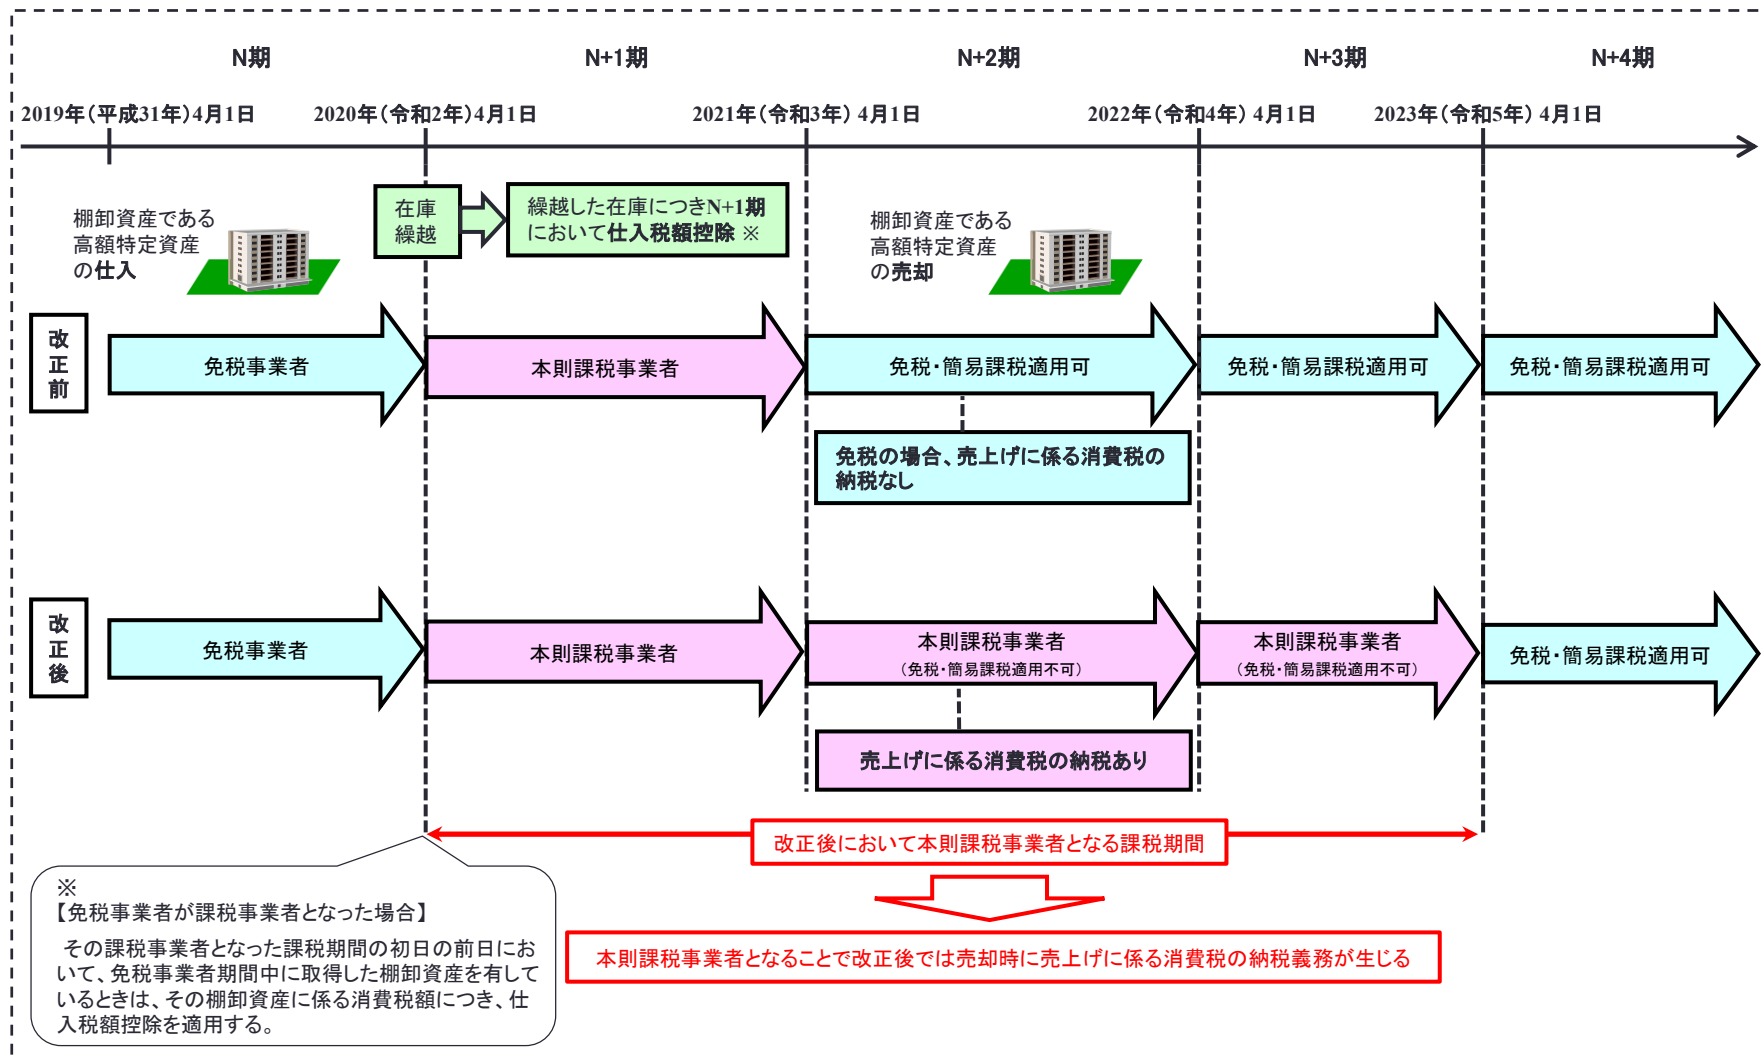 N期
N+1期
N+2期
N+3期
N+4期
2019年(平成31年)4月1日
2020年(令和2年)4月1日
2021年(令和3年) 4月1日
2022年(令和4年) 4月1日
2023年(令和5年) 4月1日
棚卸資産である
高額特定資産
の仕入
在庫
繰越
繰越した在庫につきN+1期
において仕入税額控除 ※
棚卸資産である
高額特定資産
の売却
改正前
免税事業者
本則課税事業者
免税・簡易課税適用可
免税・簡易課税適用可
免税・簡易課税適用可
免税の場合、売上げに係る消費税の
納税なし
改正後
免税事業者
本則課税事業者
本則課税事業者
(免税・簡易課税適用不可)
本則課税事業者
(免税・簡易課税適用不可)
免税・簡易課税適用可
売上げに係る消費税の納税あり
改正後において本則課税事業者となる課税期間
本則課税事業者となることで改正後では売却時に売上げに係る消費税の納税義務が生じる
※
【免税事業者が課税事業者となった場合】
その課税事業者となった課税期間の初日の前日にお
いて、免税事業者期間中に取得した棚卸資産を有して
いるときは、その棚卸資産に係る消費税額につき、仕
入税額控除を適用する。